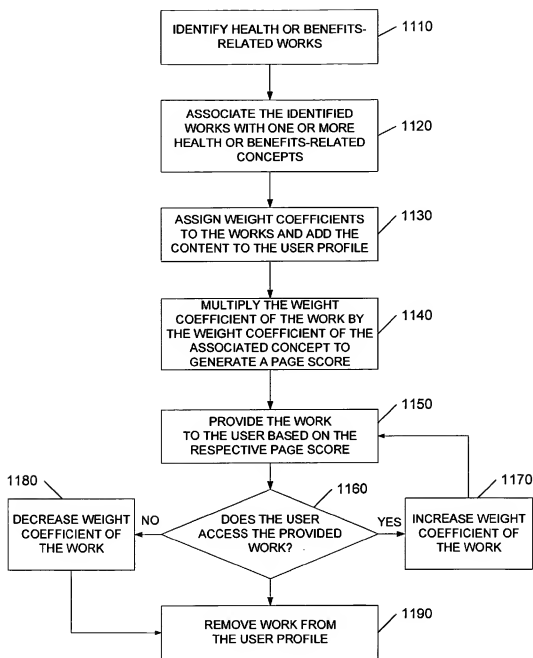 IDENTIFY HEALTH OR BENEFITS-
RELATED WORKS
1110
ASSOCIATE THE IDENTIFIED
WORKS WITH ONE OR MORE
HEALTH OR BENEFITS-RELATED
CONCEPTS
1120
ASSIGN WEIGHT COEFFICIENTS
TO THE WORKS AND ADD THE
CONTENT TO THE USER PROFILE
1130
MULTIPLY THE WEIGHT
COEFFICIENT OF THE WORK BY
THE WEIGHT COEFFICIENT OF THE
ASSOCIATED CONCEPT TO
GENERATE A PAGE SCORE
1140
PROVIDE THE WORK
TO THE USER BASED ON THE
RESPECTIVE PAGE SCORE
1150
DOES THE USER
ACCESS THE PROVIDED
WORK?
1160
YES
INCREASE WEIGHT
COEFFICIENT OF
THE WORK
1170
NO
DECREASE WEIGHT
COEFFICIENT OF
THE WORK
1180
REMOVE WORK FROM
THE USER PROFILE
1190